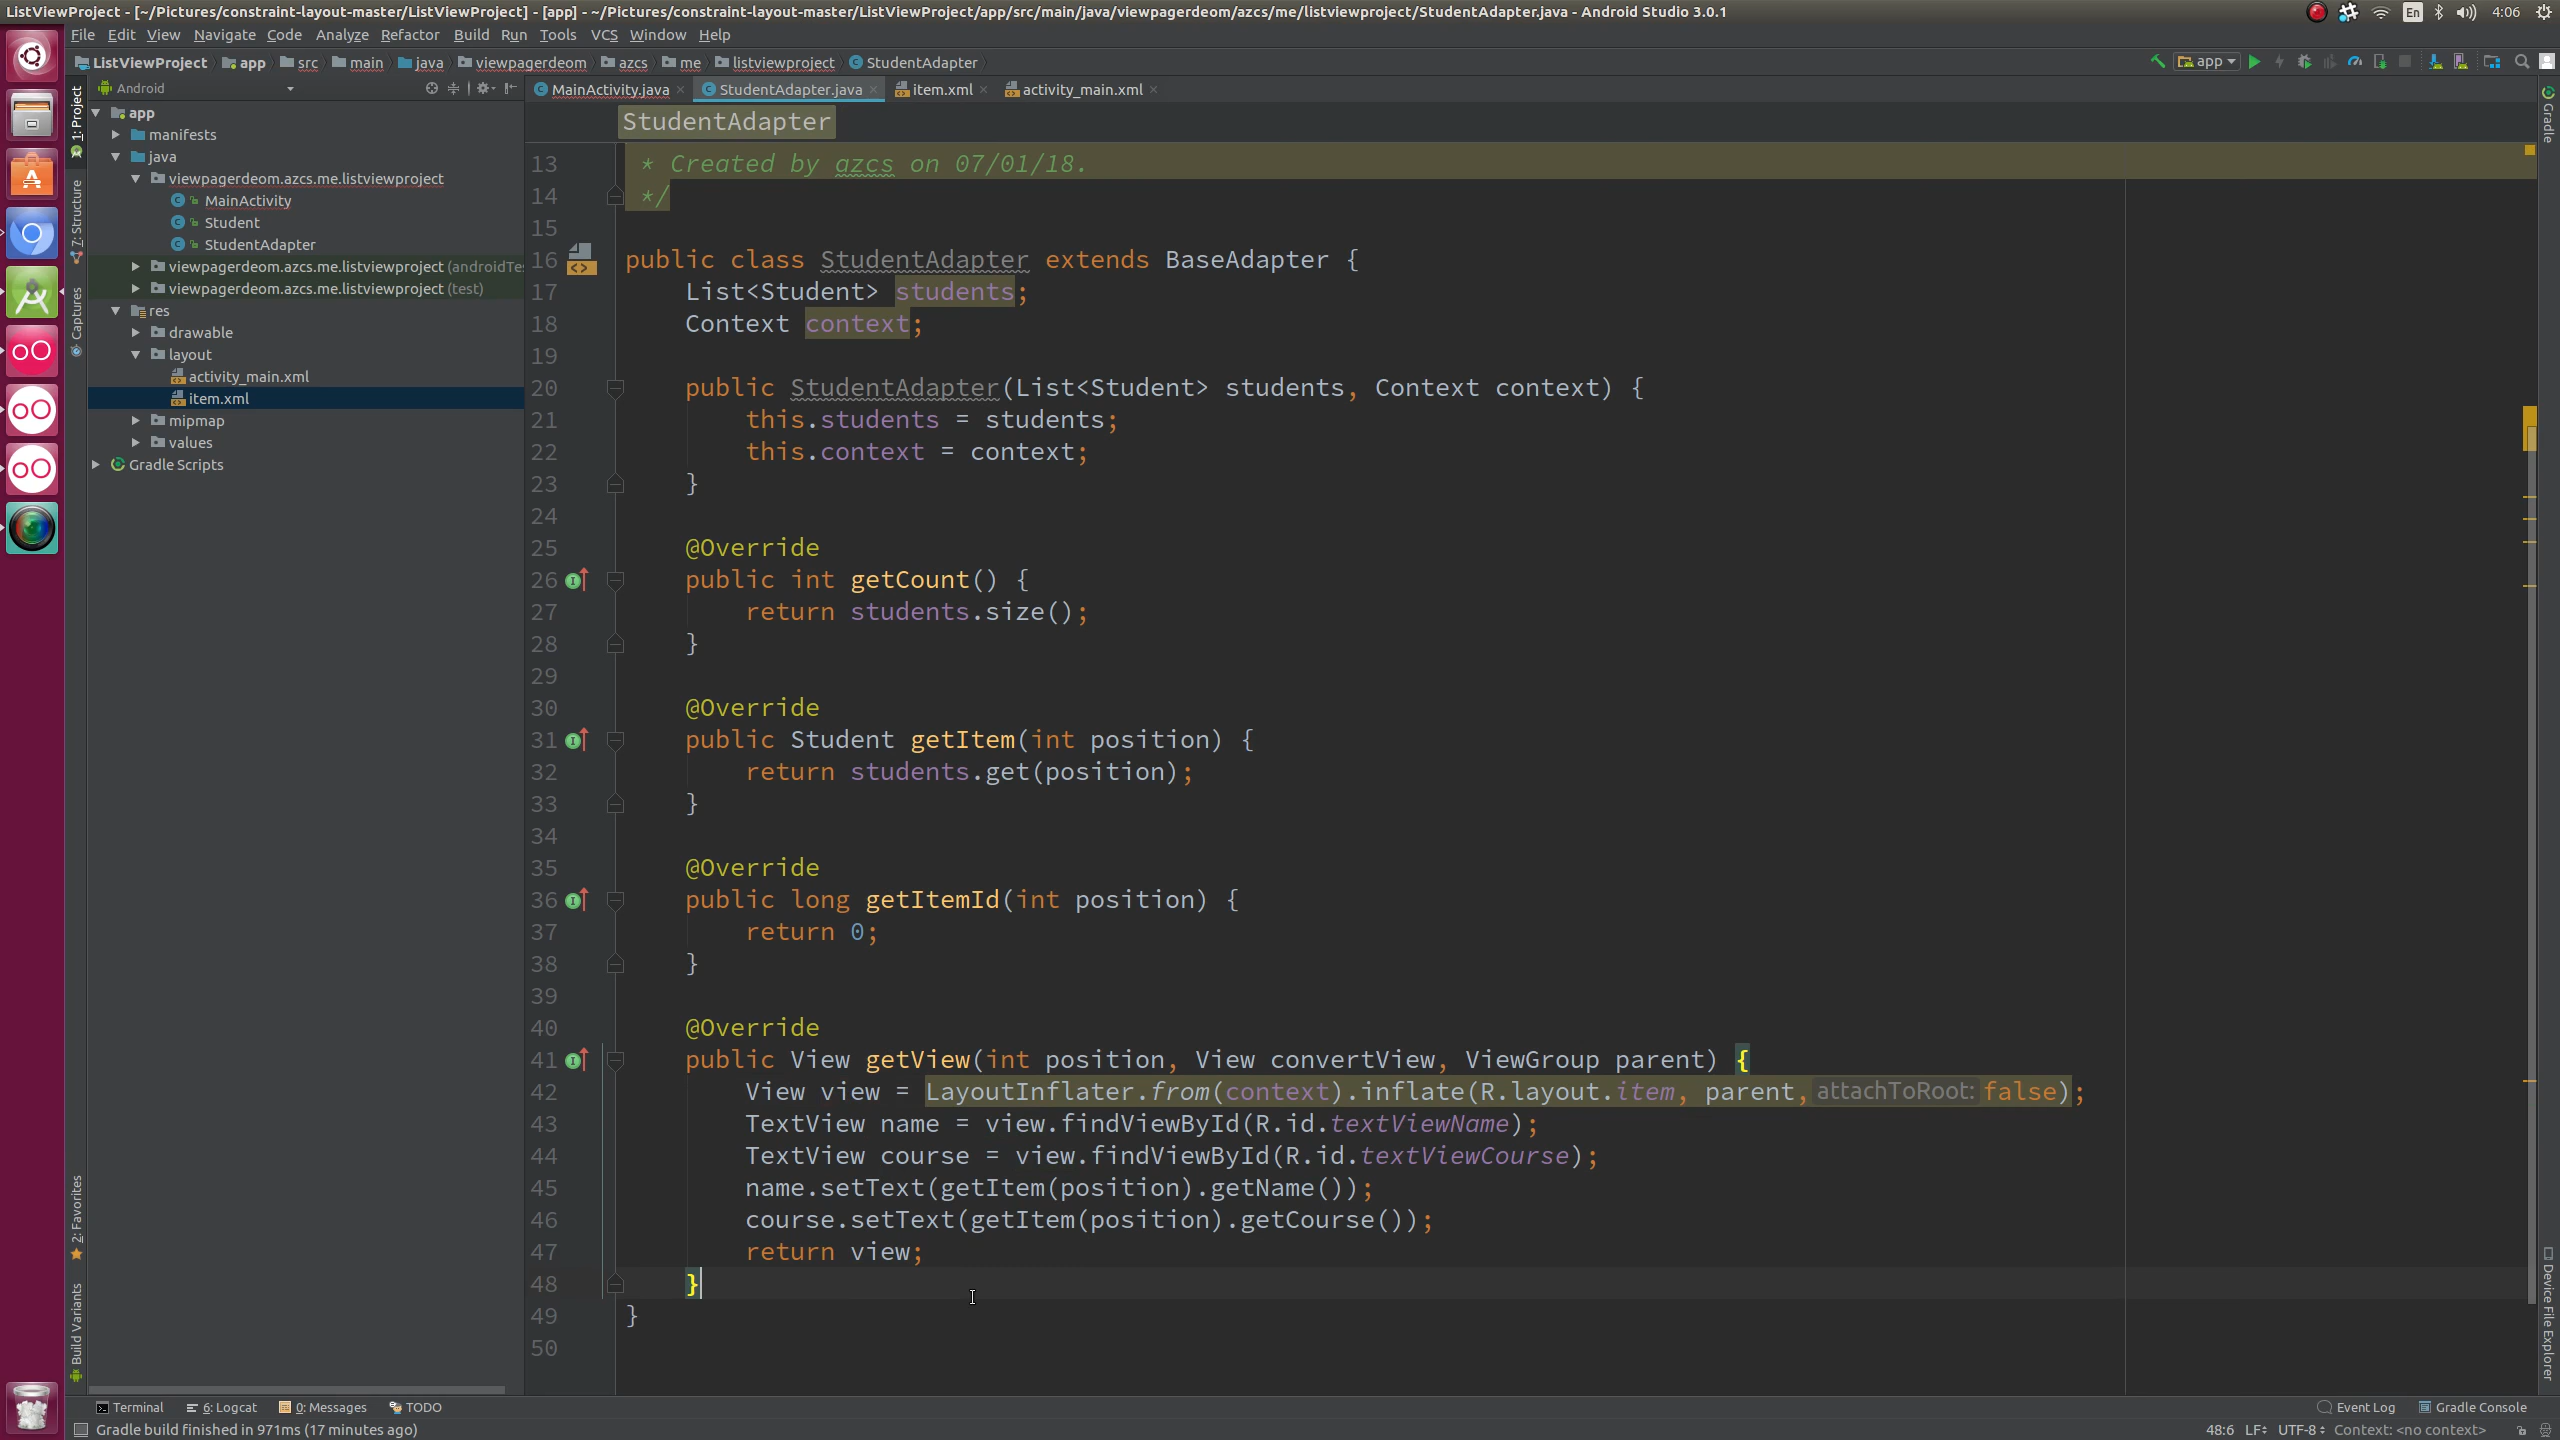 ListViewProject - [~/Pictures/constraint-layout-master/ListViewProject] - [app] - ~/Pictures/constraint-layout-master/ListViewProject/app/src/main/java/viewpagerdeom/azcs/me/listviewproject/StudentAdapter.java - Android Studio 3.0.1
En
4:06
File Edit View Navigate Code Analyze Refactor Build Run Tools VCS Window Help
ListViewProject app src main java viewpagerdeom azcs me listviewproject StudentAdapter
app
Android
MainActivity.java StudentAdapter.java item.xml activity_main.xml
1: Project
7: Structure
Captures
2: Favorites
Build Variants
app
manifests
java
viewpagerdeom.azcs.me.listviewproject
MainActivity
Student
StudentAdapter
viewpagerdeom.azcs.me.listviewproject (androidTes
viewpagerdeom.azcs.me.listviewproject (test)
res
drawable
layout
activity_main.xml
item.xml
mipmap
values
Gradle Scripts
StudentAdapter
13 * Created by azcs on 07/01/18.
14 */
15
16 public class StudentAdapter extends BaseAdapter {
17 List<Student> students;
18 Context context;
19
20 public StudentAdapter(List<Student> students, Context context) {
21 this.students = students;
22 this.context = context;
23 }
24
25 @Override
26 public int getCount() {
27 return students.size();
28 }
29
30 @Override
31 public Student getItem(int position) {
32 return students.get(position);
33 }
34
35 @Override
36 public long getItemId(int position) {
37 return 0;
38 }
39
40 @Override
41 public View getView(int position, View convertView, ViewGroup parent) {
42 View view = LayoutInflater.from(context).inflate(R.layout.item, parent, attachToRoot: false);
43 TextView name = view.findViewById(R.id.textViewName);
44 TextView course = view.findViewById(R.id.textViewCourse);
45 name.setText(getItem(position).getName());
46 course.setText(getItem(position).getCourse());
47 return view;
48 }
49 }
50
Gradle
Device File Explorer
Terminal 6: Logcat 0: Messages TODO
Event Log Gradle Console
Gradle build finished in 971ms (17 minutes ago)
48:6 LF UTF-8 Context: <no context>